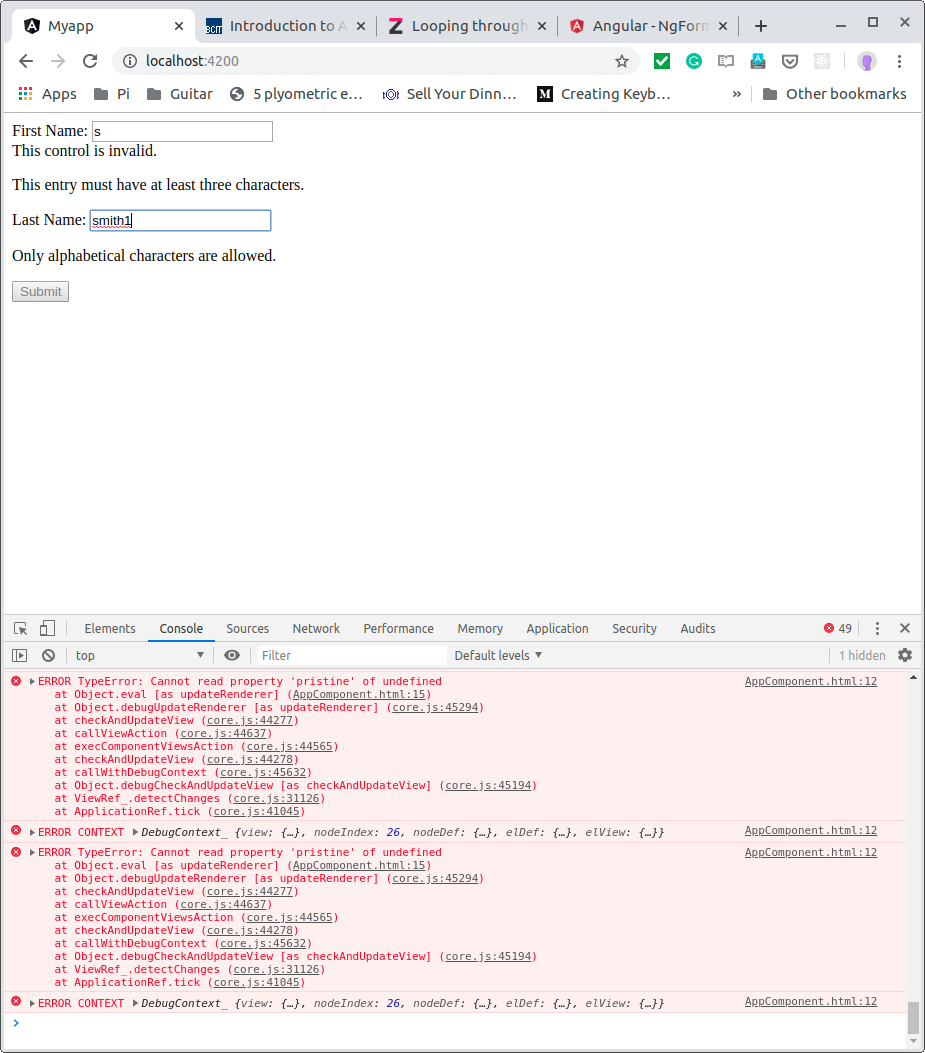 Myapp
Introduction to A
Looping through
Angular - NgForm
localhost:4200
Apps
Pi
Guitar
5 plyometric e…
Sell Your Dinn…
M
Creating Keyb…
»
Other bookmarks
First Name: s
This control is invalid.
This entry must have at least three characters.
Last Name: smith1
Only alphabetical characters are allowed.
Submit
Elements Console Sources Network Performance Memory Application Security Audits 49
top Filter Default levels 1 hidden
ERROR TypeError: Cannot read property 'pristine' of undefined AppComponent.html:12
at Object.eval [as updateRenderer] (AppComponent.html:15)
at Object.debugUpdateRenderer [as updateRenderer] (core.js:45294)
at checkAndUpdateView (core.js:44277)
at callViewAction (core.js:44637)
at execComponentViewsAction (core.js:44565)
at checkAndUpdateView (core.js:44278)
at callWithDebugContext (core.js:45632)
at Object.debugCheckAndUpdateView [as checkAndUpdateView] (core.js:45194)
at ViewRef_.detectChanges (core.js:31126)
at ApplicationRef.tick (core.js:41045)
ERROR CONTEXT DebugContext_ {view: {…}, nodeIndex: 26, nodeDef: {…}, elDef: {…}, elView: {…}} AppComponent.html:12
ERROR TypeError: Cannot read property 'pristine' of undefined AppComponent.html:12
at Object.eval [as updateRenderer] (AppComponent.html:15)
at Object.debugUpdateRenderer [as updateRenderer] (core.js:45294)
at checkAndUpdateView (core.js:44277)
at callViewAction (core.js:44637)
at execComponentViewsAction (core.js:44565)
at checkAndUpdateView (core.js:44278)
at callWithDebugContext (core.js:45632)
at Object.debugCheckAndUpdateView [as checkAndUpdateView] (core.js:45194)
at ViewRef_.detectChanges (core.js:31126)
at ApplicationRef.tick (core.js:41045)
ERROR CONTEXT DebugContext_ {view: {…}, nodeIndex: 26, nodeDef: {…}, elDef: {…}, elView: {…}} AppComponent.html:12